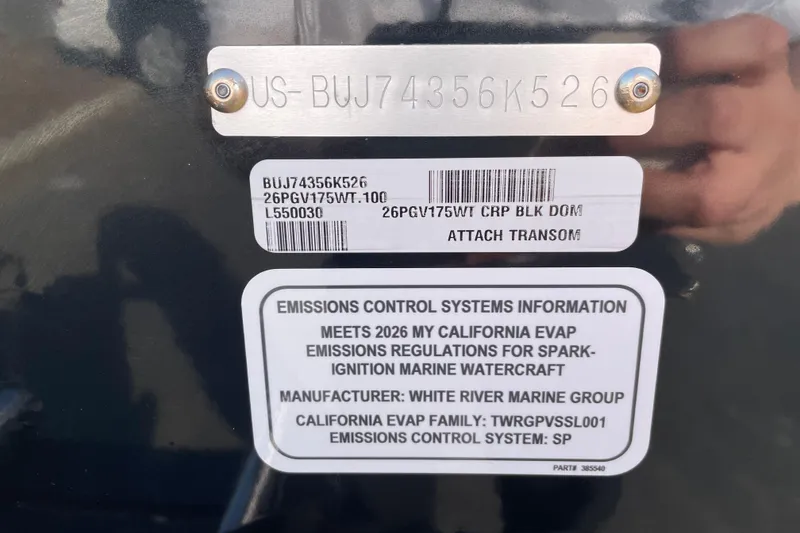 US-BUJ74356K526
BUJ74356K526
26PGV175WT.100
L550030
26PGV175WT CRP BLK DOM
ATTACH TRANSOM
EMISSIONS CONTROL SYSTEMS INFORMATION
MEETS 2026 MY CALIFORNIA EVAP
EMISSIONS REGULATIONS FOR SPARK-
IGNITION MARINE WATERCRAFT
MANUFACTURER: WHITE RIVER MARINE GROUP
CALIFORNIA EVAP FAMILY: TWRGPVSSL001
EMISSIONS CONTROL SYSTEM: SP
PART# 385540